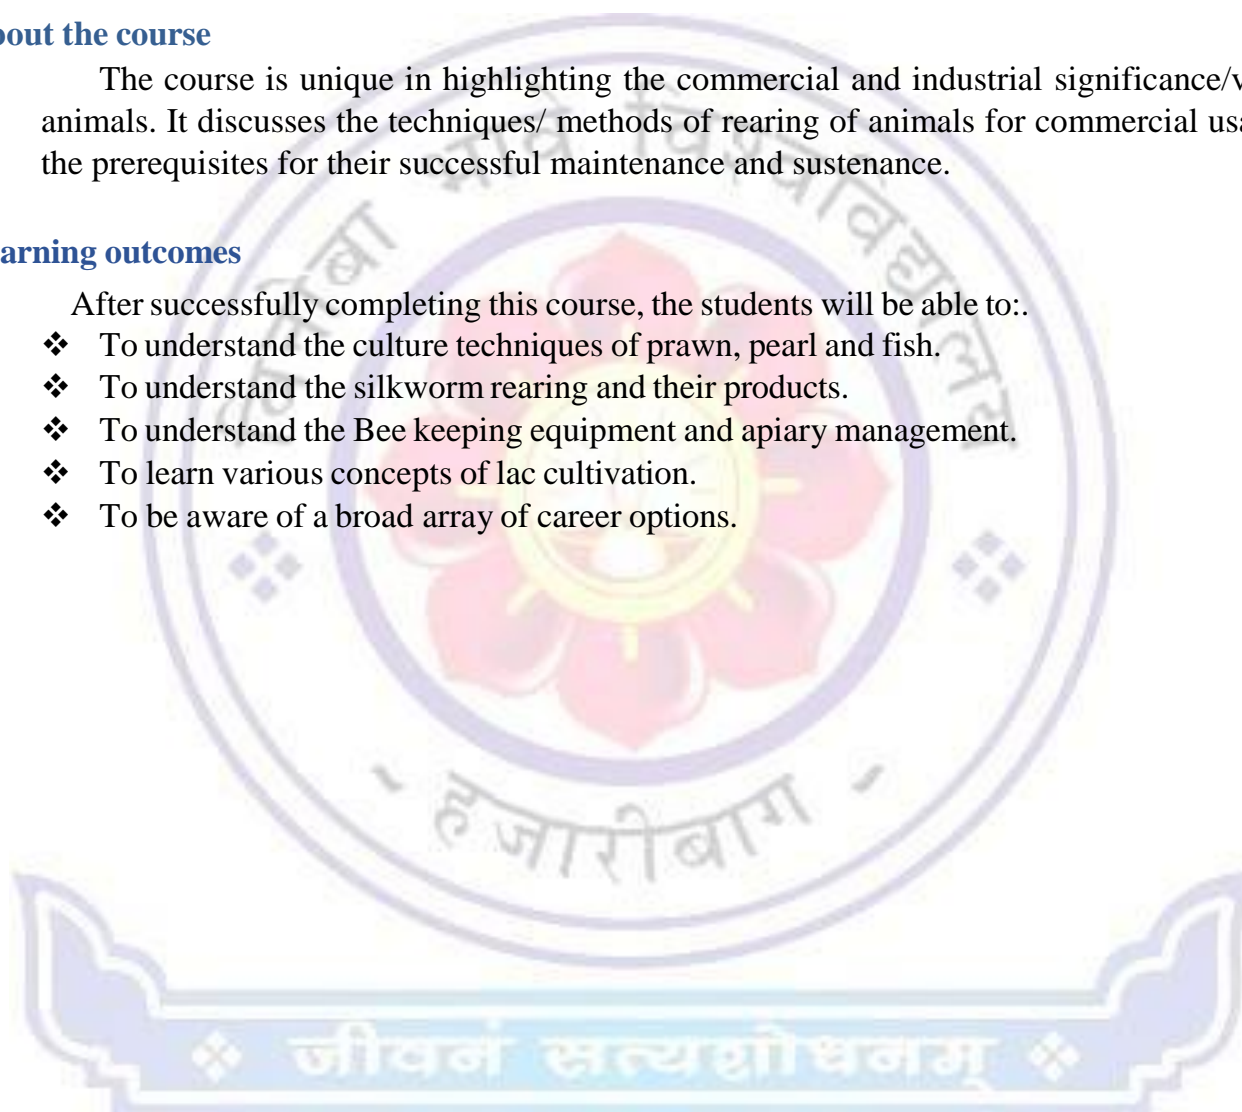 bout the course
The course is unique in highlighting the commercial and industrial significance/v
animals. It discusses the techniques/ methods of rearing of animals for commercial usa
the prerequisites for their successful maintenance and sustenance.
arning outcomes
After successfully completing this course, the students will be able to:.
❖ To understand the culture techniques of prawn, pearl and fish.
❖ To understand the silkworm rearing and their products.
❖ To understand the Bee keeping equipment and apiary management.
❖ To learn various concepts of lac cultivation.
❖ To be aware of a broad array of career options.
विनोबा भावे विश्वविद्यालय
- हजारीबाग -
जीवनं सत्यशोधनम्